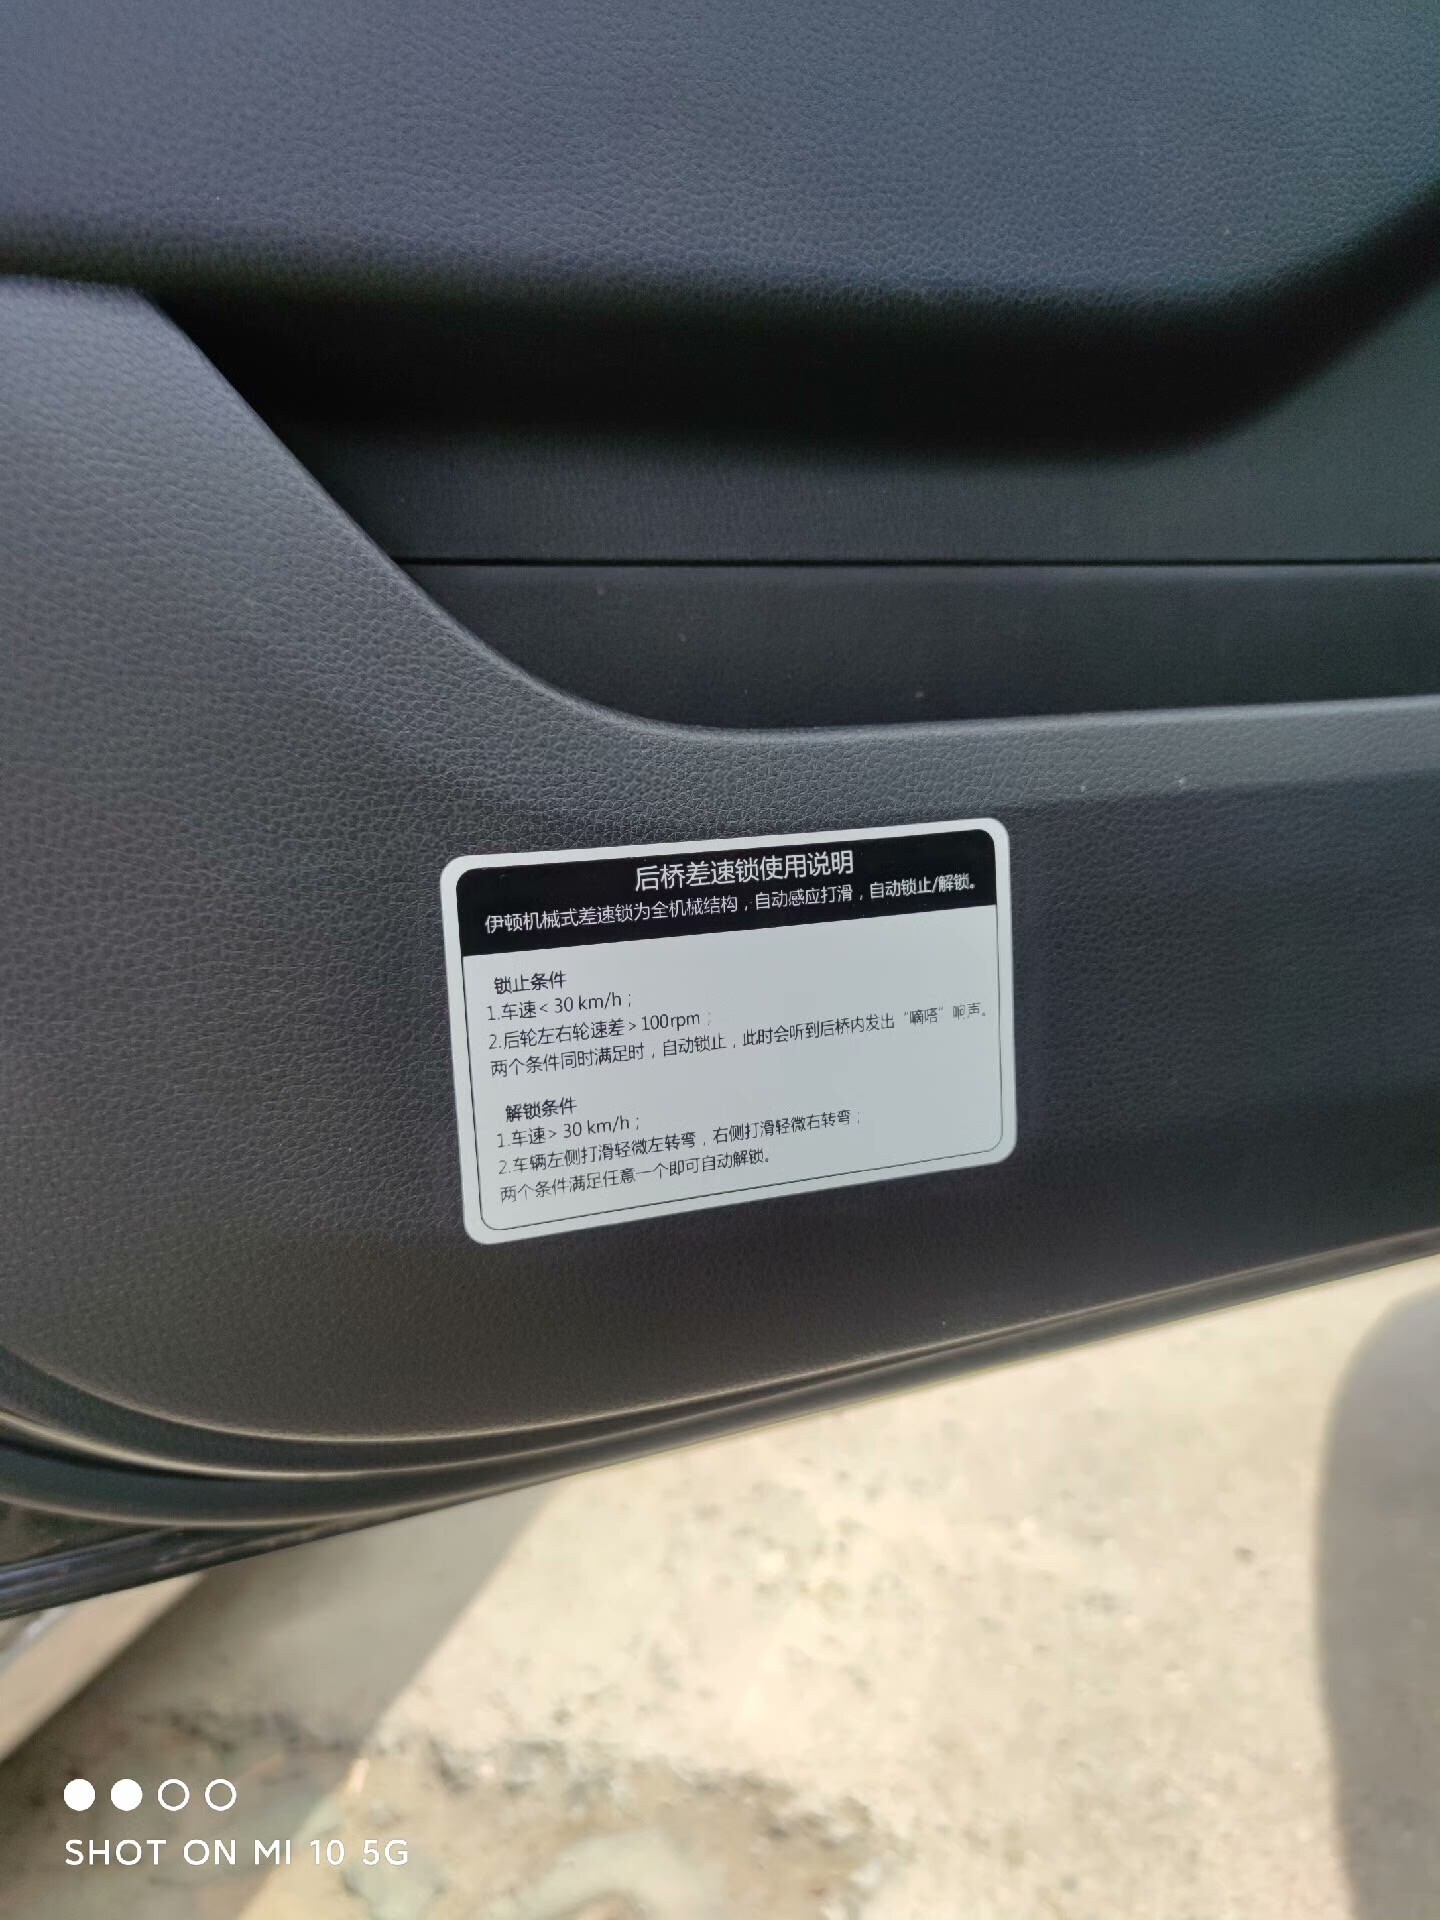 后桥差速锁使用说明
伊顿机械式差速锁为全机械结构，自动感应打滑，自动锁止/解锁。
锁止条件
1.车速< 30 km/h；
2.后轮左右轮速差>100rpm；
两个条件同时满足时，自动锁止，此时会听到后桥内发出“嘀嗒”响声。
解锁条件
1.车速> 30 km/h；
2.车辆左侧打滑轻微左转弯，右侧打滑轻微右转弯；
两个条件满足任意一个即可自动解锁。
SHOT ON MI 10 5G